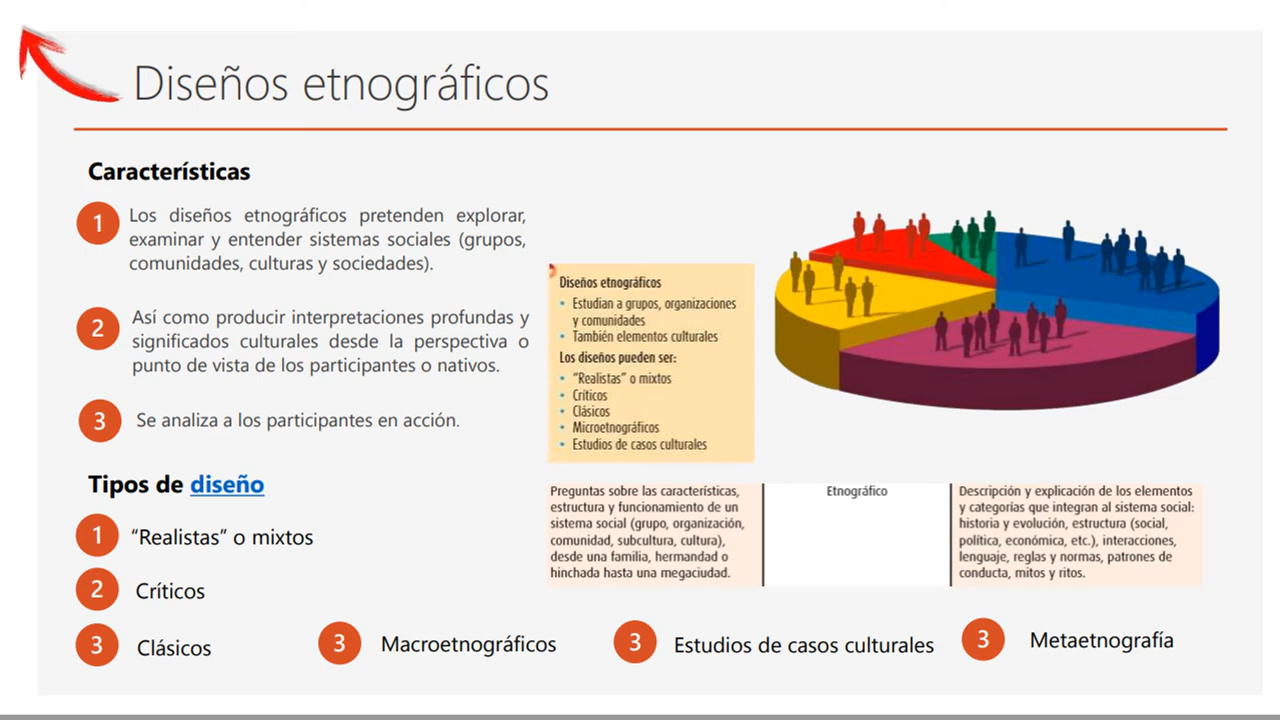 Diseños etnográficos
Características
1
Los diseños etnográficos pretenden explorar,
examinar y entender sistemas sociales (grupos,
comunidades, culturas y sociedades).
2
Así como producir interpretaciones profundas y
significados culturales desde la perspectiva o
punto de vista de los participantes o nativos.
3
Se analiza a los participantes en acción.
Tipos de diseño
1
“Realistas” o mixtos
2
Críticos
3
Clásicos
3
Macroetnográficos
3
Estudios de casos culturales
3
Metaetnografía
Diseños etnográficos
• Estudian a grupos, organizaciones
y comunidades
• También elementos culturales
Los diseños pueden ser:
• “Realistas” o mixtos
• Críticos
• Clásicos
• Microetnográficos
• Estudios de casos culturales
Preguntas sobre las características,
estructura y funcionamiento de un
sistema social (grupo, organización,
comunidad, subcultura, cultura),
desde una familia, hermandad o
hinchada hasta una megaciudad.
Etnográfico
Descripción y explicación de los elementos
y categorías que integran al sistema social:
historia y evolución, estructura (social,
política, económica, etc.), interacciones,
lenguaje, reglas y normas, patrones de
conducta, mitos y ritos.